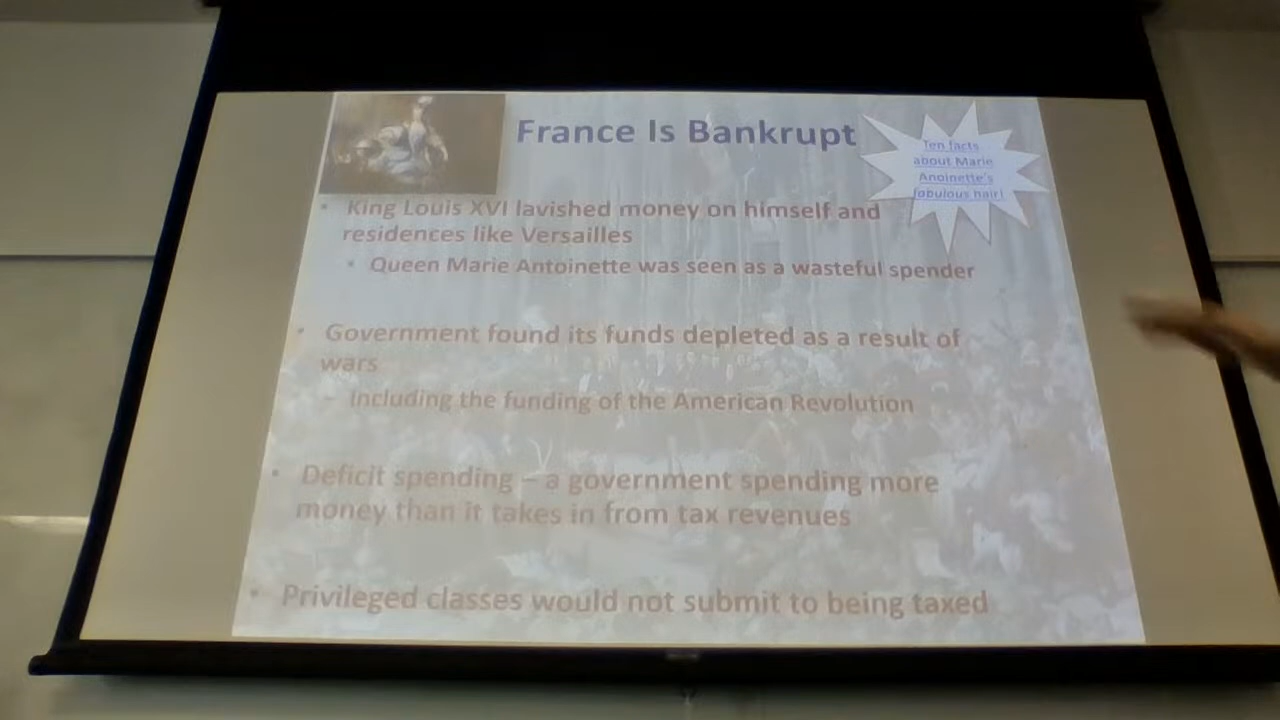 France Is Bankrupt
Ten facts
about Marie
Anoinette's
fabulous hair!
• King Louis XVI lavished money on himself and
residences like Versailles
• Queen Marie Antoinette was seen as a wasteful spender
• Government found its funds depleted as a result of
wars
– Including the funding of the American Revolution
• Deficit spending – a government spending more
money than it takes in from tax revenues
• Privileged classes would not submit to being taxed